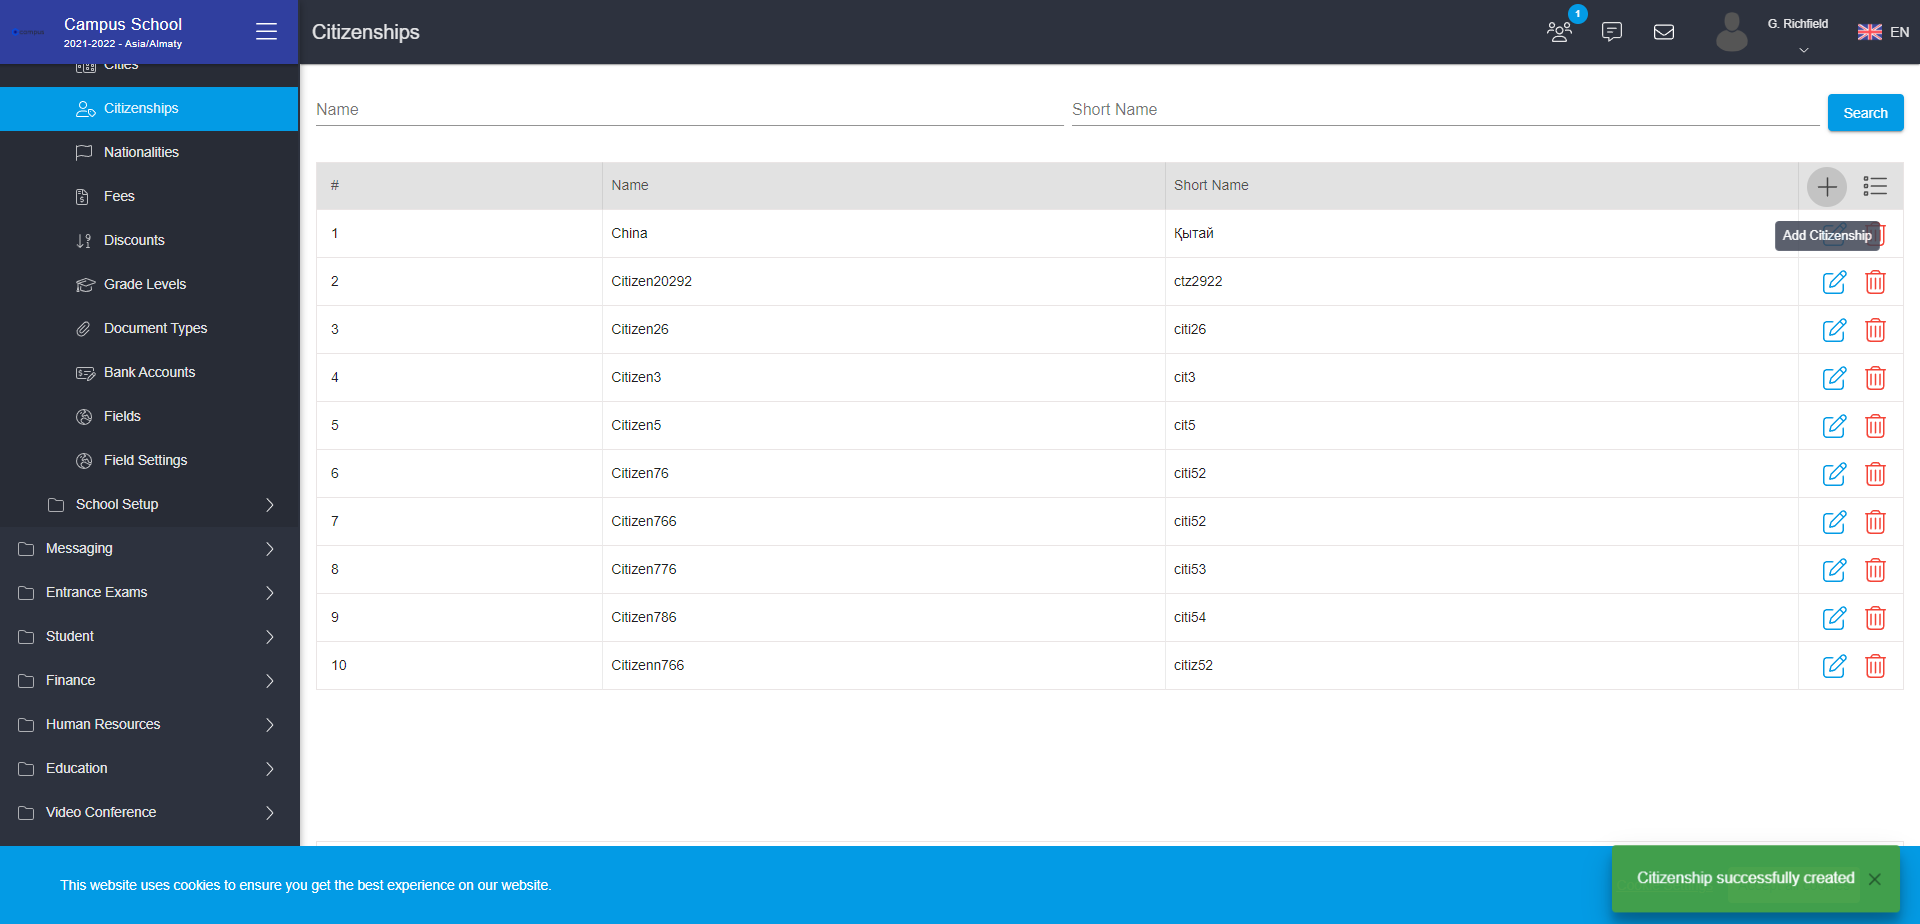 Campus School
2021-2022 - Asia/Almaty
Citizenships
1
G. Richfield
EN
Cities
Citizenships
Nationalities
Fees
Discounts
Grade Levels
Document Types
Bank Accounts
Fields
Field Settings
School Setup
Messaging
Entrance Exams
Student
Finance
Human Resources
Education
Video Conference
Name Short Name Search
# Name Short Name
1 China Қытай
Add Citizenship
2 Citizen20292 ctz2922
3 Citizen26 citi26
4 Citizen3 cit3
5 Citizen5 cit5
6 Citizen76 citi52
7 Citizen766 citi52
8 Citizen776 citi53
9 Citizen786 citi54
10 Citizenn766 citiz52
This website uses cookies to ensure you get the best experience on our website.
Citizenship successfully created